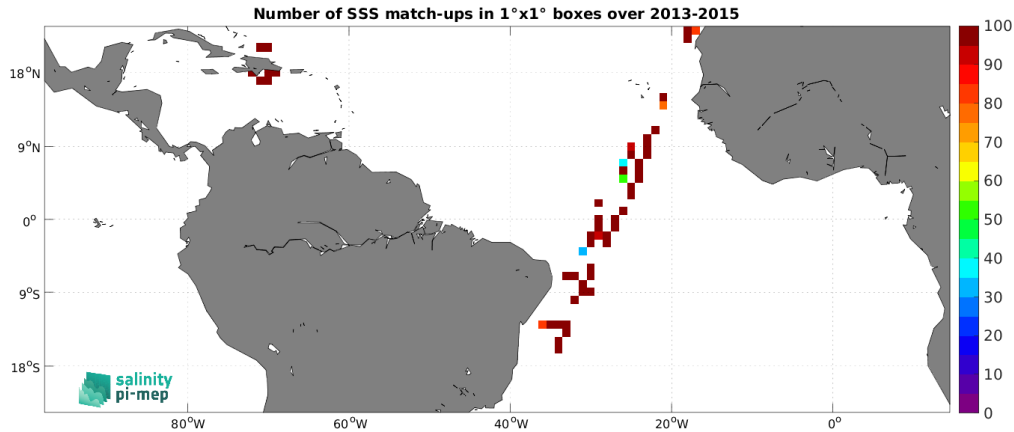 Number of SSS match-ups in 1°x1° boxes over 2013-2015
18°N
9°N
0°
9°S
18°S
80°W
60°W
40°W
20°W
0°
100
90
80
70
60
50
40
30
20
10
0
salinity
pi-mep